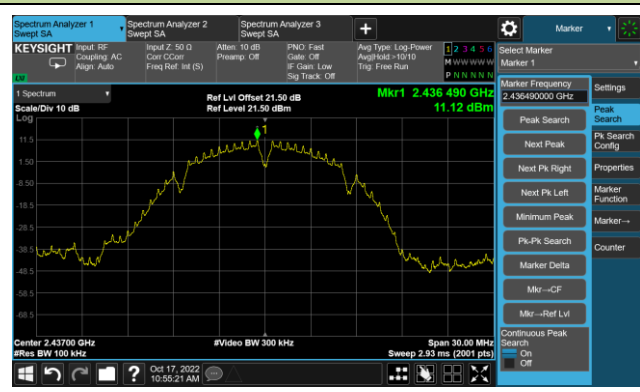 Spectrum Analyzer 1
Swept SA
Spectrum Analyzer 2
Swept SA
Spectrum Analyzer 3
Swept SA
+
Marker
KEYSIGHT
Input: RF
Coupling: AC
Align: Auto
Input Z: 50 Ω
Corr CCorr
Freq Ref: Int (S)
Atten: 10 dB
Preamp: Off
PNO: Fast
Gate: Off
IF Gain: Low
Sig Track: Off
Avg Type: Log-Power
Avg|Hold:>10/10
Trig: Free Run
1 2 3 4 5 6
M W W W W W
P N N N N N
LXI
Select Marker
Marker 1
1 Spectrum
Scale/Div 10 dB
Log
Ref Lvl Offset 21.50 dB
Ref Level 21.50 dBm
Mkr1 2.436 490 GHz
11.12 dBm
1
11.5
1.50
-8.50
-18.5
-28.5
-38.5
-48.5
-58.5
-68.5
Center 2.43700 GHz
#Res BW 100 kHz
#Video BW 300 kHz
Span 30.00 MHz
Sweep 2.93 ms (2001 pts)
Marker Frequency
2.436490000 GHz
Peak Search
Next Peak
Next Pk Right
Next Pk Left
Minimum Peak
Pk-Pk Search
Marker Delta
Mkr→CF
Mkr→Ref Lvl
Continuous Peak
Search
On
Off
Settings
Peak
Search
Pk Search
Config
Properties
Marker
Function
Marker→
Counter
?
Oct 17, 2022
10:55:21 AM